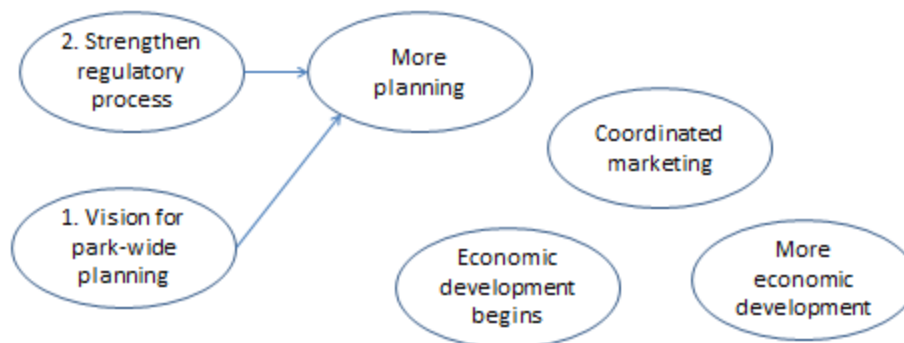 2. Strengthen
regulatory
process
More
planning
Coordinated
marketing
1. Vision for
park-wide
planning
Economic
development
begins
More
economic
development